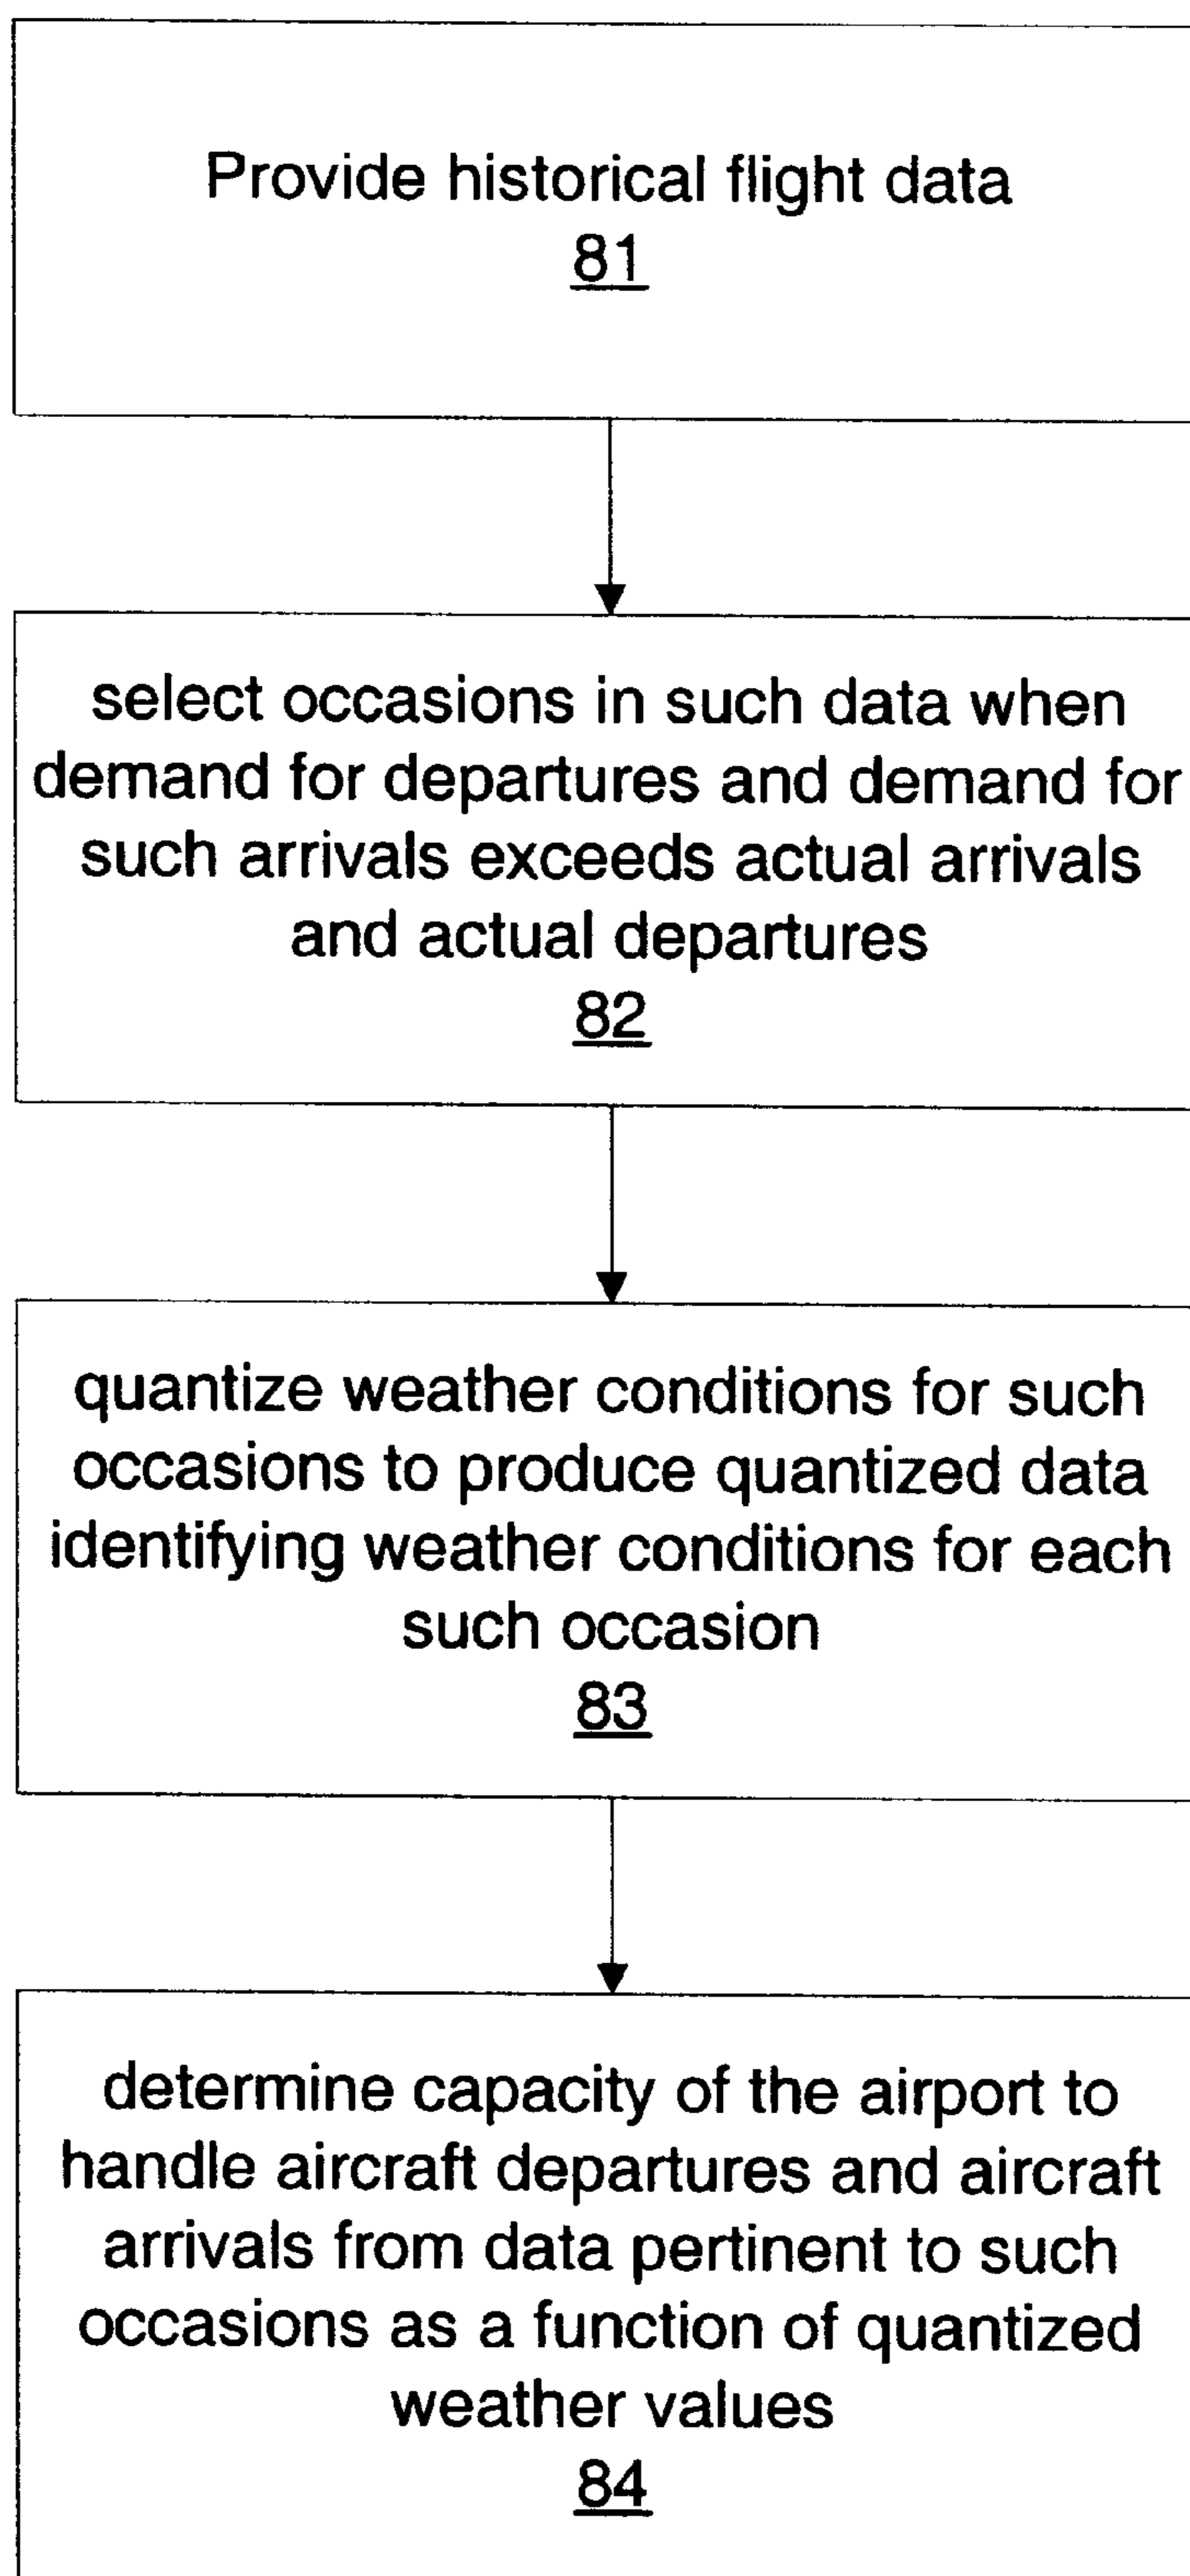 Provide historical flight data
81
select occasions in such data when
demand for departures and demand for
such arrivals exceeds actual arrivals
and actual departures
82
quantize weather conditions for such
occasions to produce quantized data
identifying weather conditions for each
such occasion
83
determine capacity of the airport to
handle aircraft departures and aircraft
arrivals from data pertinent to such
occasions as a function of quantized
weather values
84